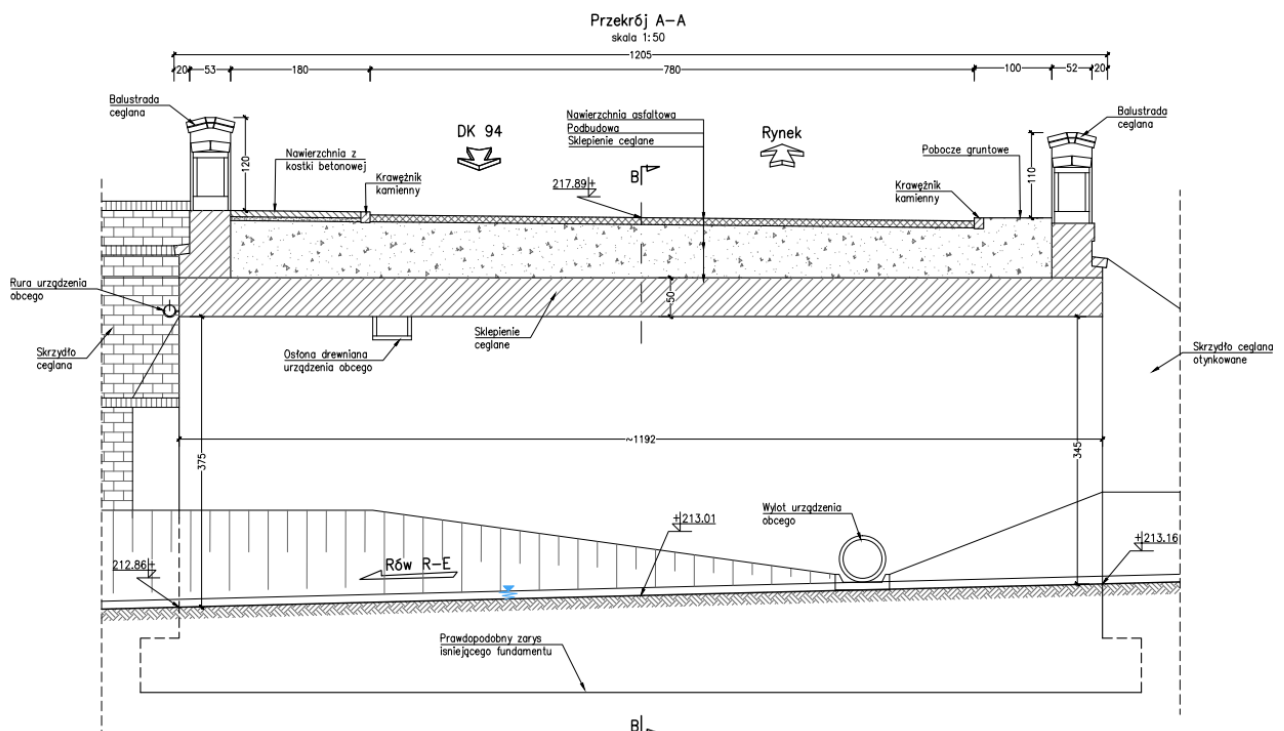 Przekrój A-A
skala 1:50
1205
20
53
180
780
100
52
20
Balustrada
ceglana
120
Nawierzchnia z
kostki betonowej
Krawężnik
kamienny
DK 94
Nawierzchnia asfaltowa
Podbudowa
Sklepienie ceglane
B
217.89
Rynek
Pobocze gruntowe
Krawężnik
kamienny
110
Balustrada
ceglana
Rura urządzenia
obcego
Skrzydło
ceglana
Osłona drewniana
urządzenia obcego
Sklepienie
ceglane
50
Skrzydło ceglana
otynkowane
~1192
375
345
212.86
Rów R-E
213.01
Wylot urządzenia
obcego
213.16
Prawdopodobny zarys
isniejącego fundamentu
B